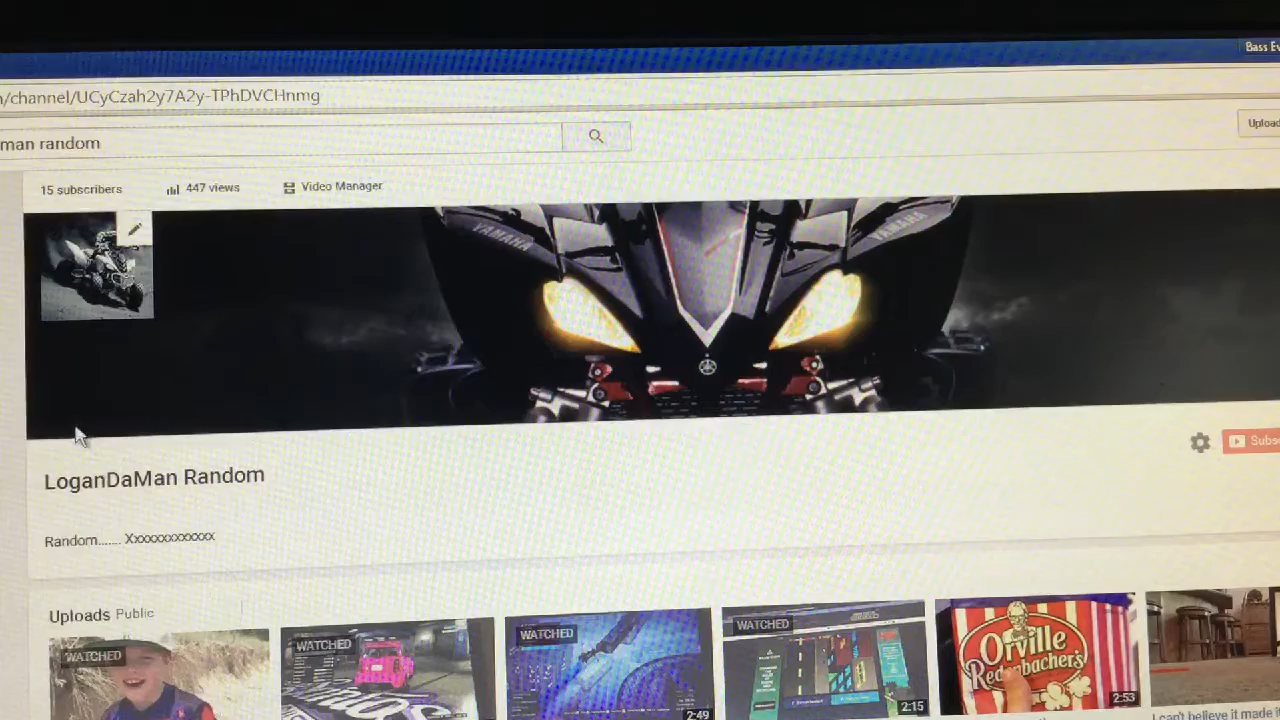 Bass Ev
/channel/UCyCzah2y7A2y-TPhDVCHnmg
man random
Upload
15 subscribers 447 views Video Manager
YAMAHA YAMAHA
Subsc
LoganDaMan Random
Random....... Xxxxxxxxxxxxx
Uploads Public
WATCHED WATCHED WATCHED WATCHED
Orville
Redenbacher's
2:49 2:15 2:53
I can't believe it made i